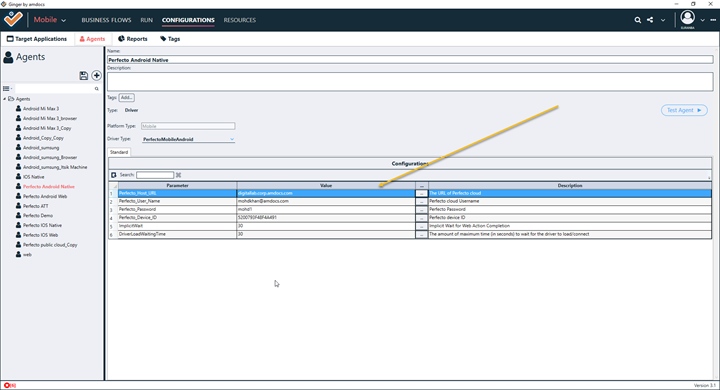 Ginger by amdocs
Mobile BUSINESS FLOWS RUN CONFIGURATIONS RESOURCES
Target Applications Agents Reports Tags
Agents
Agents
Android Mi Max 3
Android Mi Max 3_browser
Android Mi Max 3_Copy
Android_Copy_Copy
Android_sumsung
Android_sumsung_Browser
Android_sumsung_Itsik Machine
IOS Native
Perfecto Android Native
Perfecto Android Web
Perfecto ATT
Perfecto Demo
Perfecto IOS Native
Perfecto IOS Web
Perfecto public cloud_Copy
web
Name:
Perfecto Android Native
Description:
Tags: Add..
Type: Driver
Test Agent
Platform Type: Mobile
Driver Type: PerfectoMobileAndroid
Standard
Configurations
Search:
Parameter Value ... Description
1 Perfecto_Host_URL digitallab.corp.amdocs.com ... The URL of Perfecto cloud
2 Perfecto_User_Name mohdkhan@amdocs.com ... Perfecto cloud Username
3 Perfecto_Password mohd1 ... Perfecto Password
4 Perfecto_Device_ID 5200793F4BF4A491 ... Perfecto device ID
5 ImplicitWait 30 ... Implicit Wait for Web Action Completion
6 DriverLoadWaitingTime 30 ... The amount of maximum time (in seconds) to wait for the driver to load/connect
Version 3.1